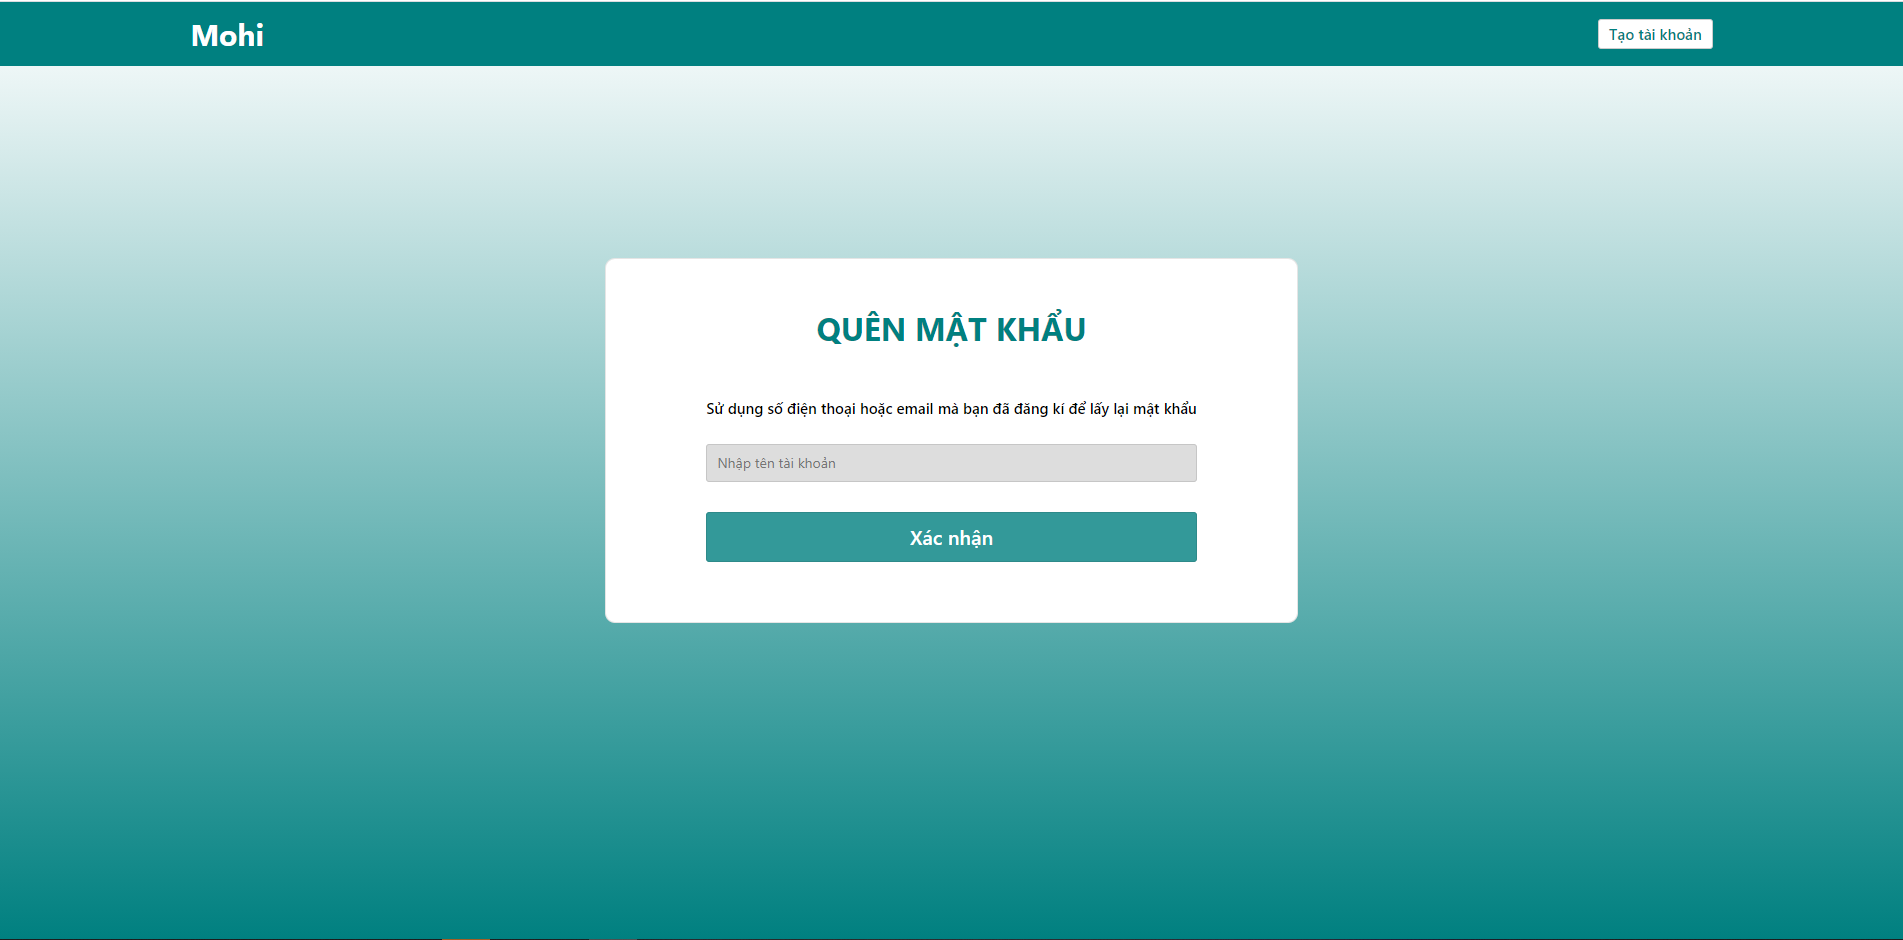 Mohi
Tạo tài khoản
QUÊN MẬT KHẨU
Sử dụng số điện thoại hoặc email mà bạn đã đăng kí để lấy lại mật khẩu
Nhập tên tài khoản
Xác nhận